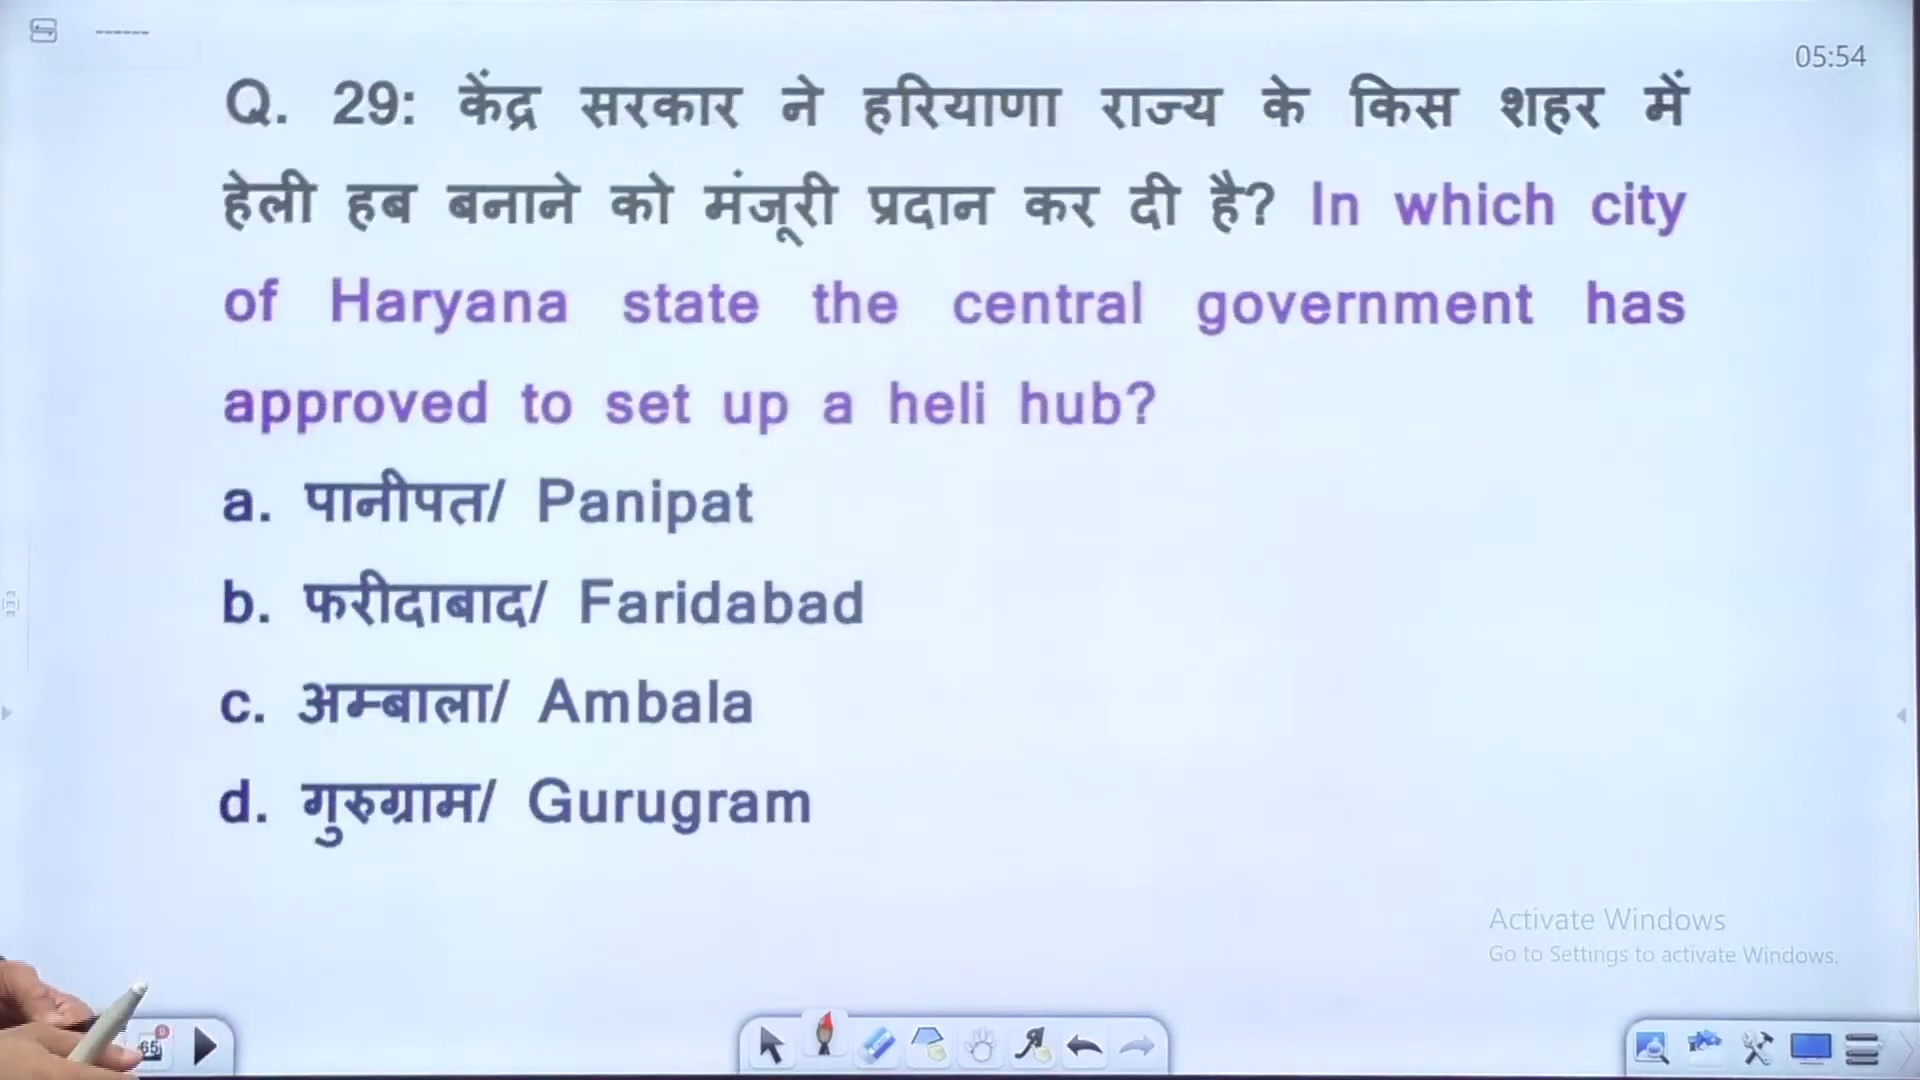 05:54
Q. 29: केंद्र सरकार ने हरियाणा राज्य के किस शहर में
हेली हब बनाने को मंजूरी प्रदान कर दी है? In which city
of Haryana state the central government has
approved to set up a heli hub?
a. पानीपत/ Panipat
b. फरीदाबाद/ Faridabad
c. अम्बाला/ Ambala
d. गुरुग्राम/ Gurugram
Activate Windows
Go to Settings to activate Windows.
65